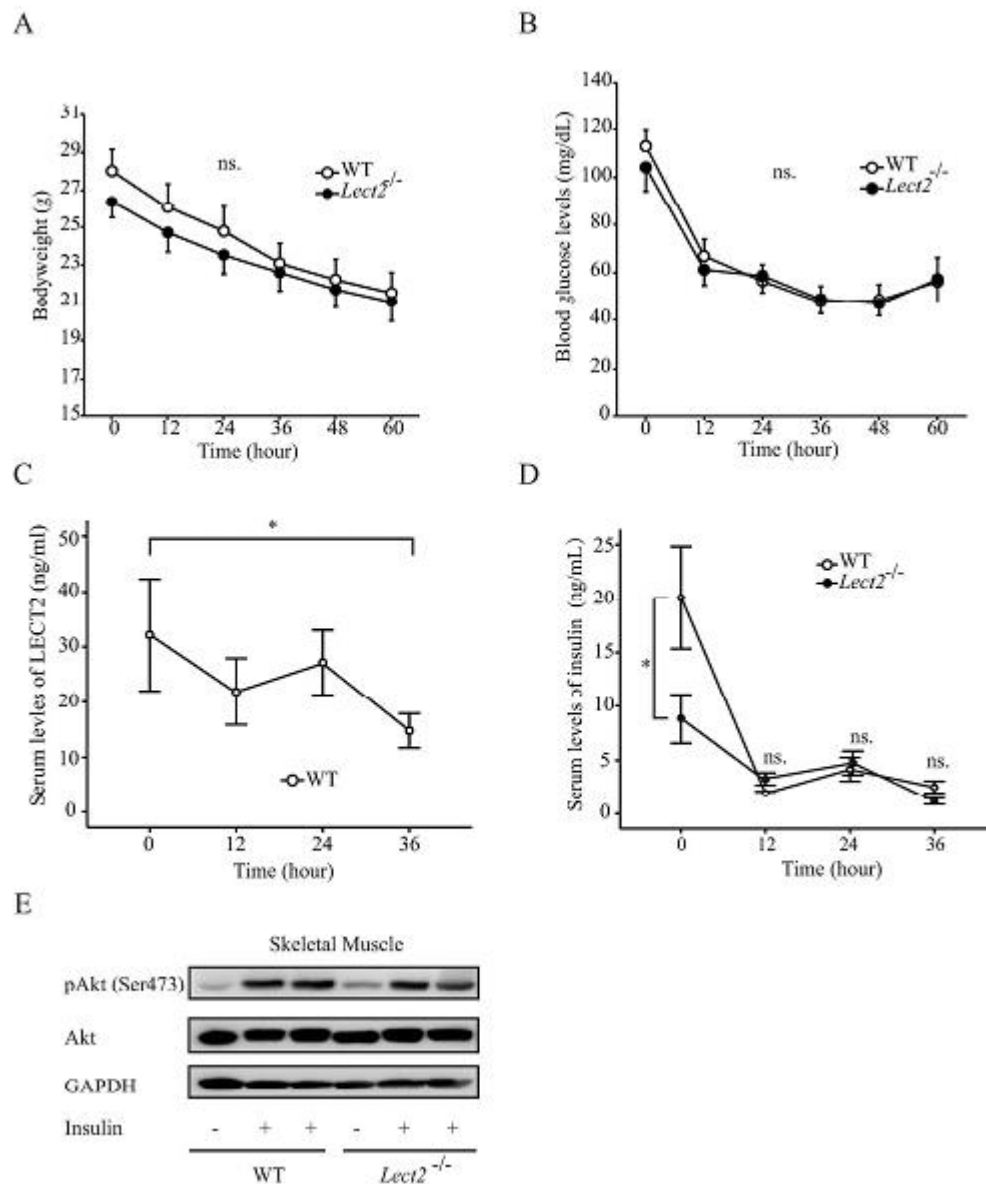 A
Bodyweight (g)
31
29
27
25
23
21
19
17
15
ns.
WT
Lect2-/-
0 12 24 36 48 60
Time (hour)
B
Blood glucose levels (mg/dL)
140
120
100
80
60
40
20
0
ns.
WT
Lect2-/-
0 12 24 36 48 60
Time (hour)
C
Serum levles of LECT2 (ng/ml)
50
40
30
20
10
0
*
WT
0 12 24 36
Time (hour)
D
Serum levels of insulin (ng/mL)
25
20
15
10
5
0
*
WT
Lect2-/-
ns. ns. ns.
0 12 24 36
Time (hour)
E
Skeletal Muscle
pAkt (Ser473)
Akt
GAPDH
Insulin - + + - + +
WT Lect2-/-